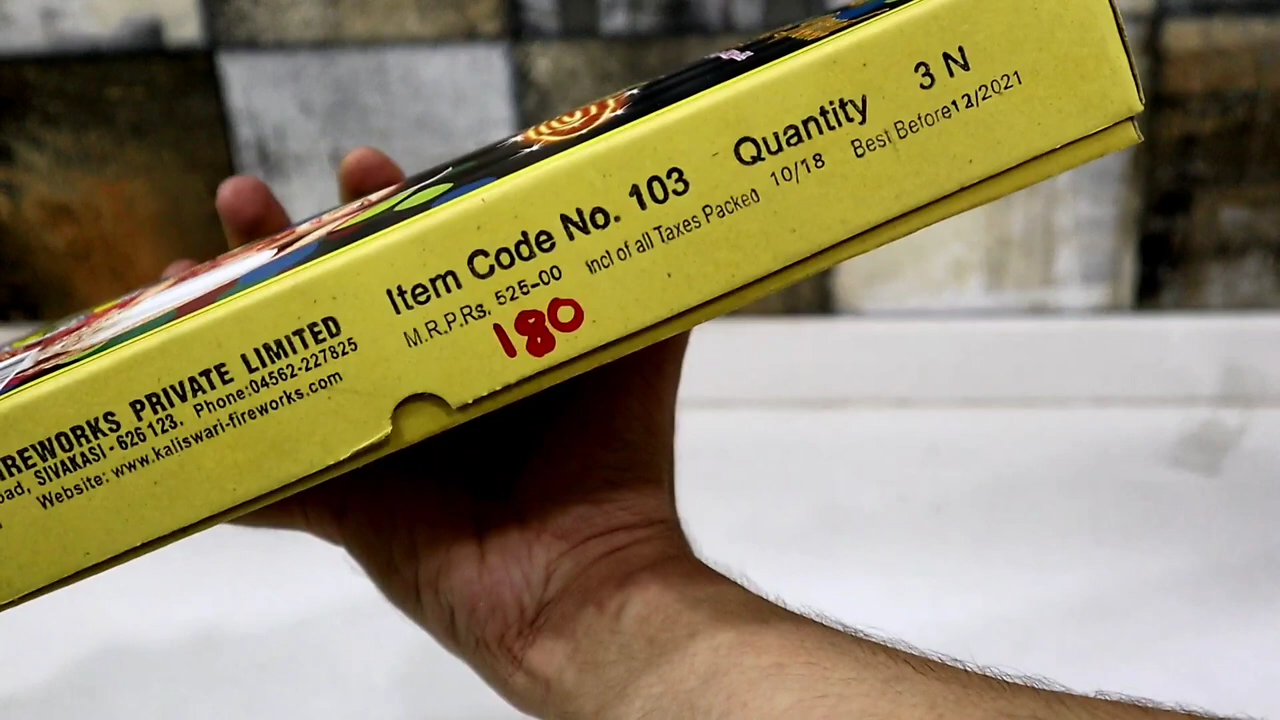 IREWORKS PRIVATE LIMITED
oad, SIVAKASI - 626 123. Phone:04562-227825
Website: www.kaliswari-fireworks.com
Item Code No. 103 Quantity 3 N
M.R.P.Rs. 525-00 incl of all Taxes Packed 10/18 Best Before12/2021
180